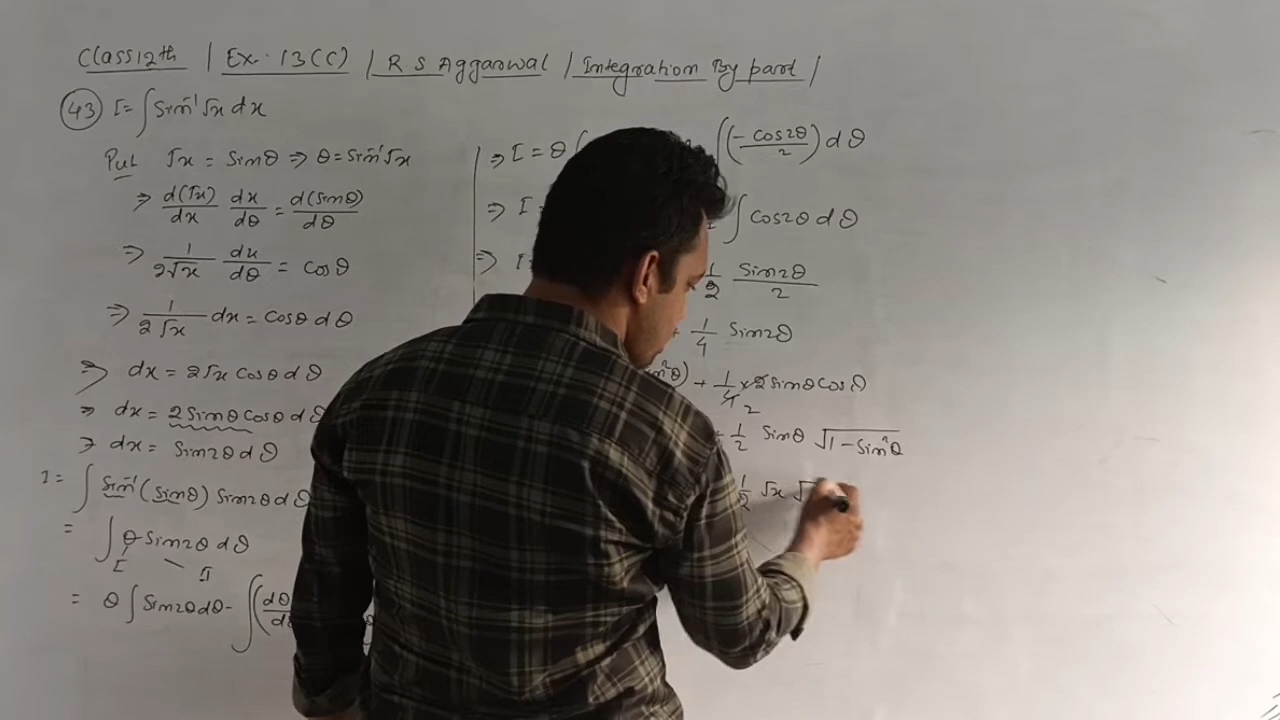 Class 12th | Ex. 13(C) | R S Aggarwal | Integration By part |
(43) I = ∫ Sin⁻¹ √x dx
Put √x = Sinθ ⇒ θ = Sin⁻¹ √x
⇒ d(√x)/dx dx/dθ = d(Sinθ)/dθ
⇒ 1/2√x dx/dθ = cosθ
⇒ 1/2√x dx = cosθ dθ
⇒ dx = 2√x cosθ dθ
⇒ dx = 2Sinθ Cosθ dθ
⇒ dx = Sin2θ dθ
I = ∫ Sin⁻¹ (Sinθ) Sin2θ dθ
= ∫ θ Sin2θ dθ
I II
= θ ∫ Sin2θ dθ - ∫ (dθ
⇒ I = θ ( ∫ (-cos2θ/2) dθ
⇒ I ∫ Cos2θ dθ
⇒ I 1/2 Sin2θ/2
+ 1/4 Sin2θ
²θ) + 1/4 × 2 Sinθ Cosθ
2
+ 1/2 Sinθ √1 - Sin²θ
1/2 √x √